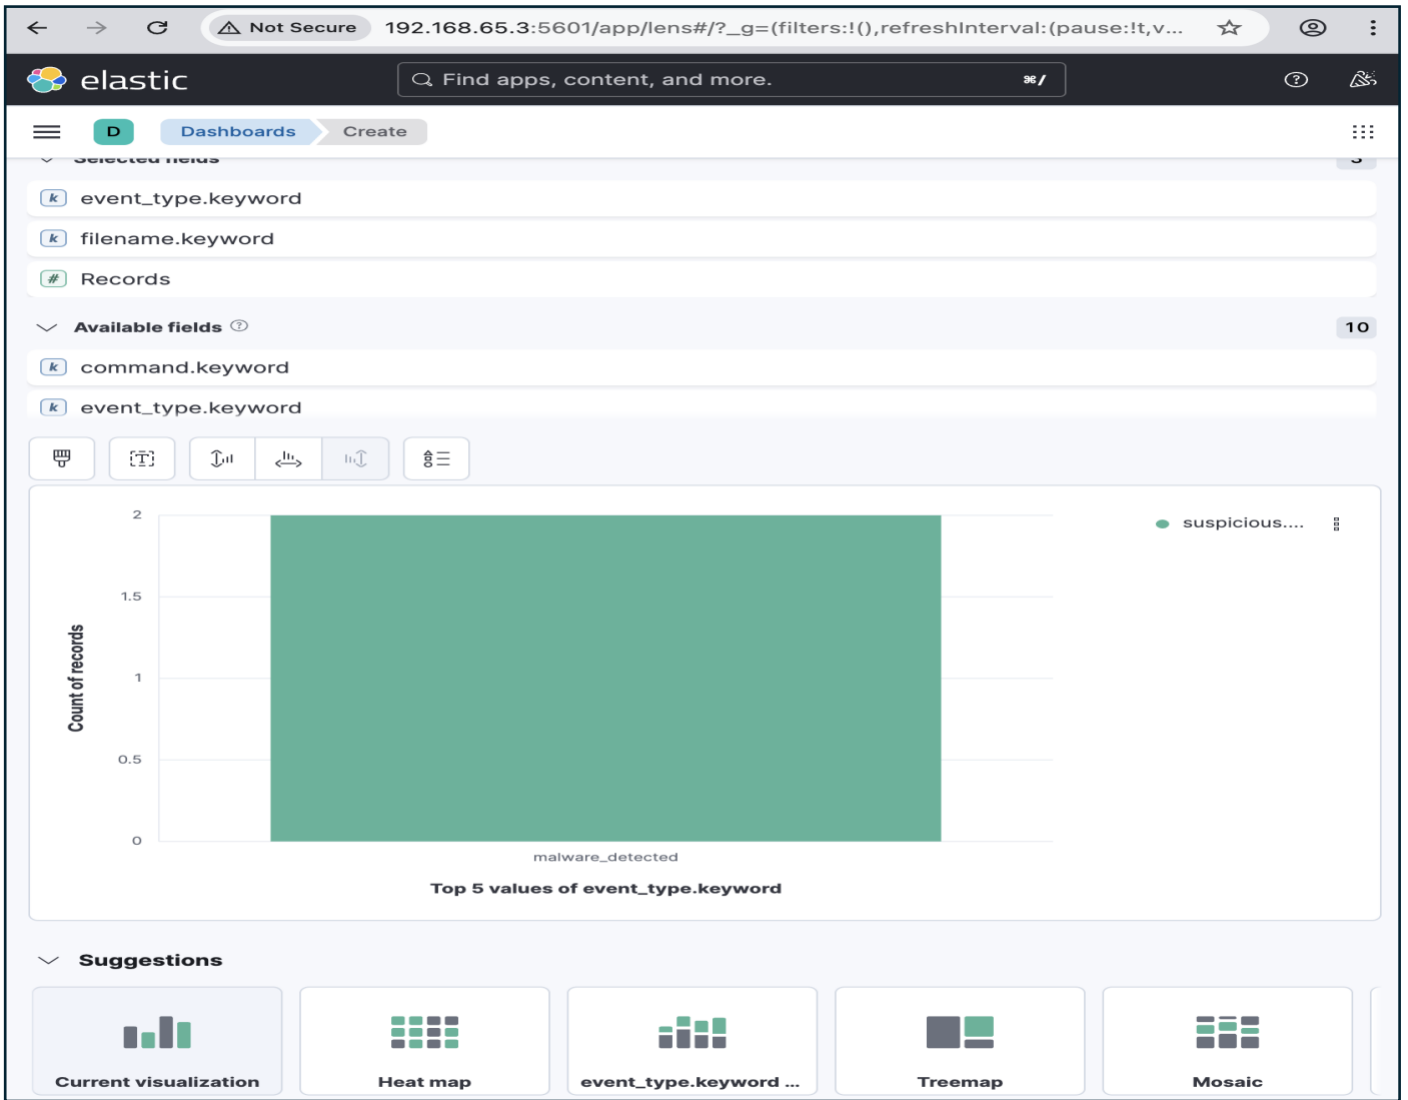 Not Secure 192.168.65.3:5601/app/lens#/?_g=(filters:!(),refreshInterval:(pause:!t,v...
elastic Find apps, content, and more. ⌘/
D Dashboards Create
Selected fields 3
k event_type.keyword
k filename.keyword
# Records
Available fields 10
k command.keyword
k event_type.keyword
2
suspicious....
1.5
1
0.5
0
Count of records
malware_detected
Top 5 values of event_type.keyword
Suggestions
Current visualization Heat map event_type.keyword ... Treemap Mosaic